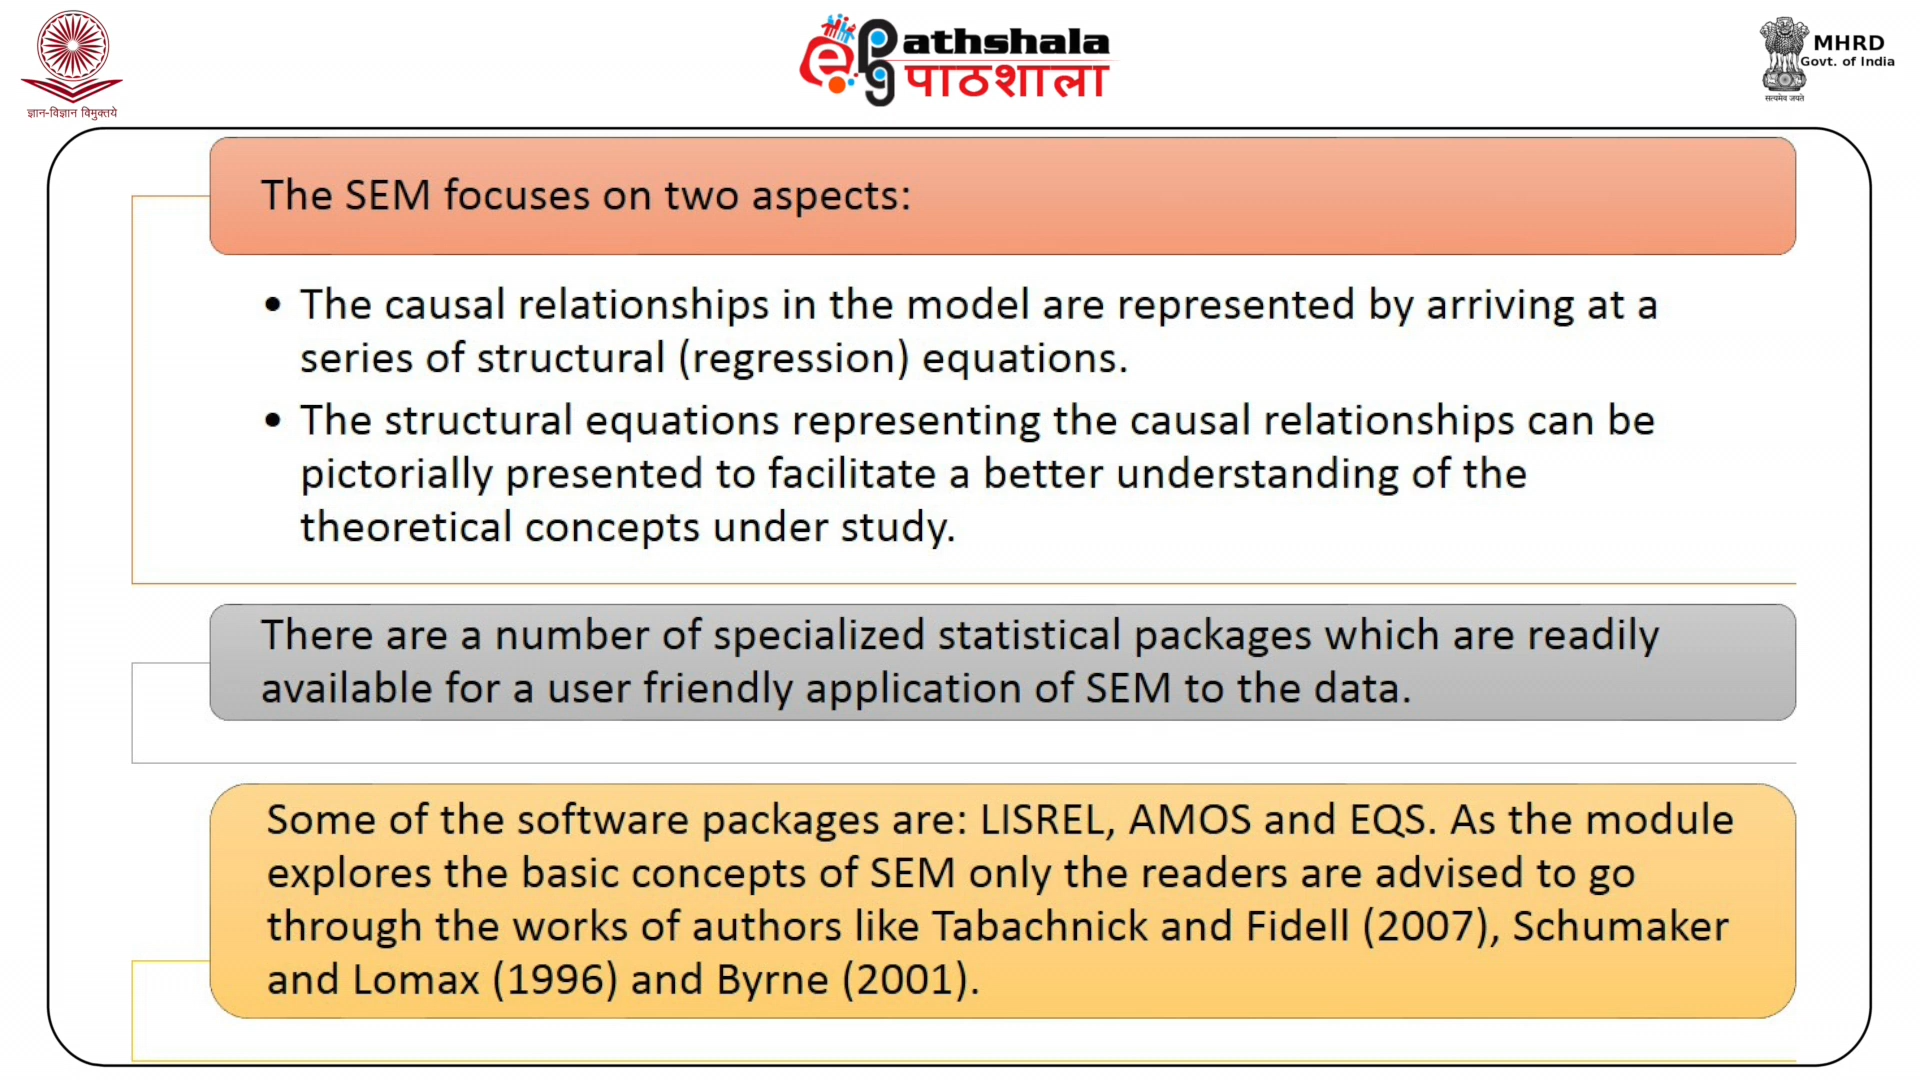 ज्ञान-विज्ञान विमुक्तये
ePg athshala
पाठशाला
MHRD
Govt. of India
सत्यमेव जयते
The SEM focuses on two aspects:
• The causal relationships in the model are represented by arriving at a
series of structural (regression) equations.
• The structural equations representing the causal relationships can be
pictorially presented to facilitate a better understanding of the
theoretical concepts under study.
There are a number of specialized statistical packages which are readily
available for a user friendly application of SEM to the data.
Some of the software packages are: LISREL, AMOS and EQS. As the module
explores the basic concepts of SEM only the readers are advised to go
through the works of authors like Tabachnick and Fidell (2007), Schumaker
and Lomax (1996) and Byrne (2001).